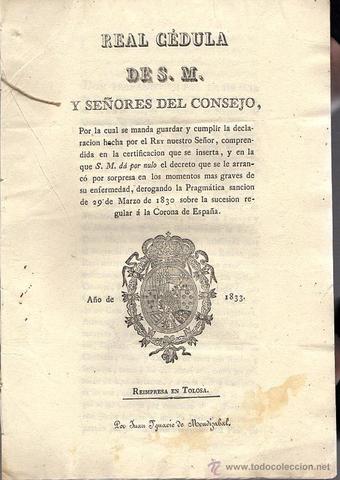 REAL CÉDULA
DE S. M.
Y SEÑORES DEL CONSEJO,
Por la cual se manda guardar y cumplir la decla-
racion hecha por el REY nuestro Señor, compren-
dida en la certificacion que se inserta, y en la
que S. M. dá por nulo el decreto que se le arran-
có por sorpresa en los momentos mas graves de
su enfermedad, derogando la Pragmática sancion
de 29 de Marzo de 1830 sobre la sucesion re-
gular á la Corona de España.
Año de 1833.
REIMPRESA EN TOLOSA.
Por Juan Ignacio de Mendizabal.
www.todocoleccion.net